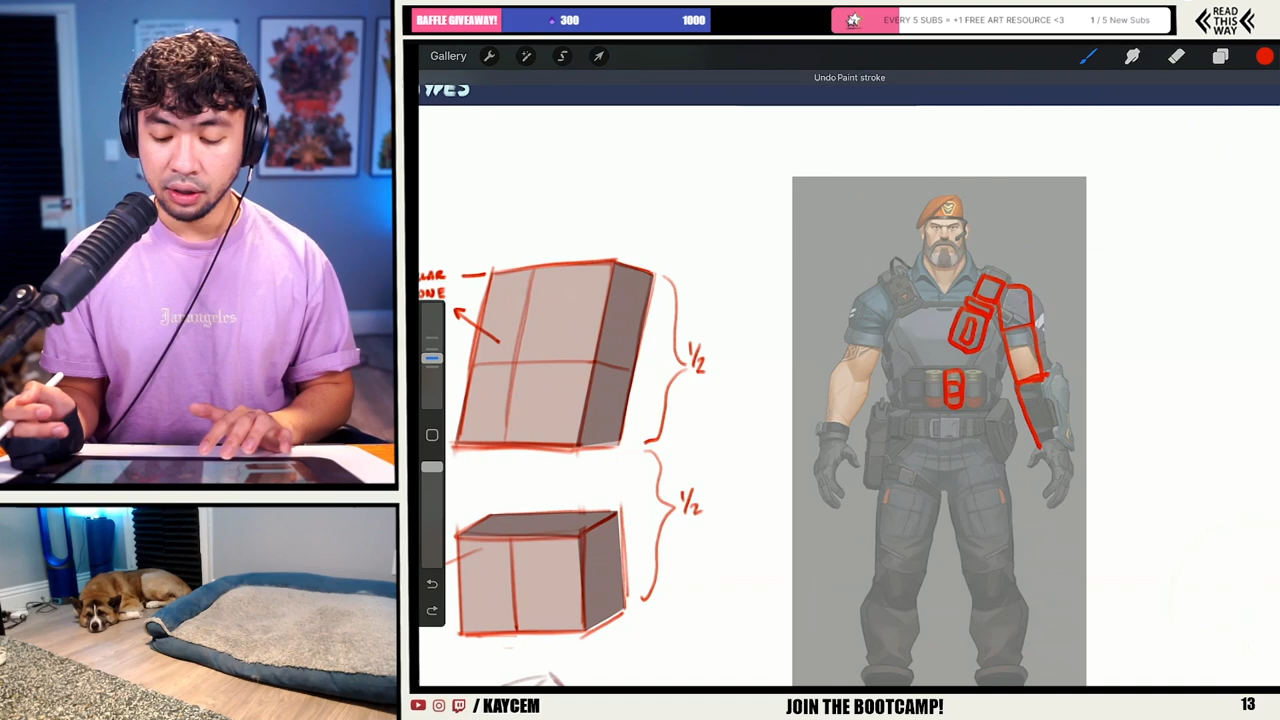 RAFFLE GIVEAWAY!
300
1000
EVERY 5 SUBS = +1 FREE ART RESOURCE <3
1 / 5 New Subs
READ
THIS
WAY
Gallery
Undo Paint stroke
Jarangeles
1/2
1/2
/ KAYCEM
JOIN THE BOOTCAMP!
13